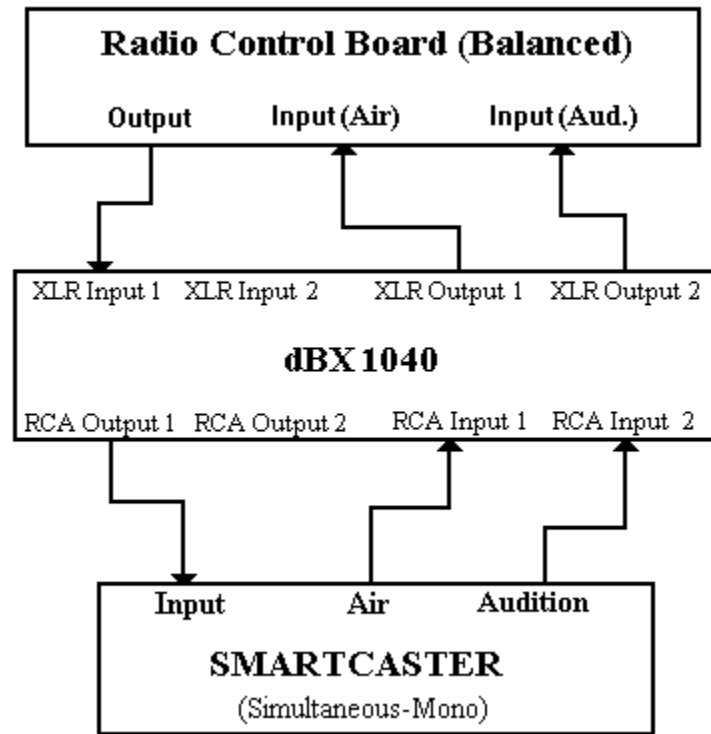 Radio Control Board (Balanced)
Output Input (Air) Input (Aud.)
XLR Input 1 XLR Input 2 XLR Output 1 XLR Output 2
dBX 1040
RCA Output 1 RCA Output 2 RCA Input 1 RCA Input 2
Input Air Audition
SMARTCASTER
(Simultaneous-Mono)